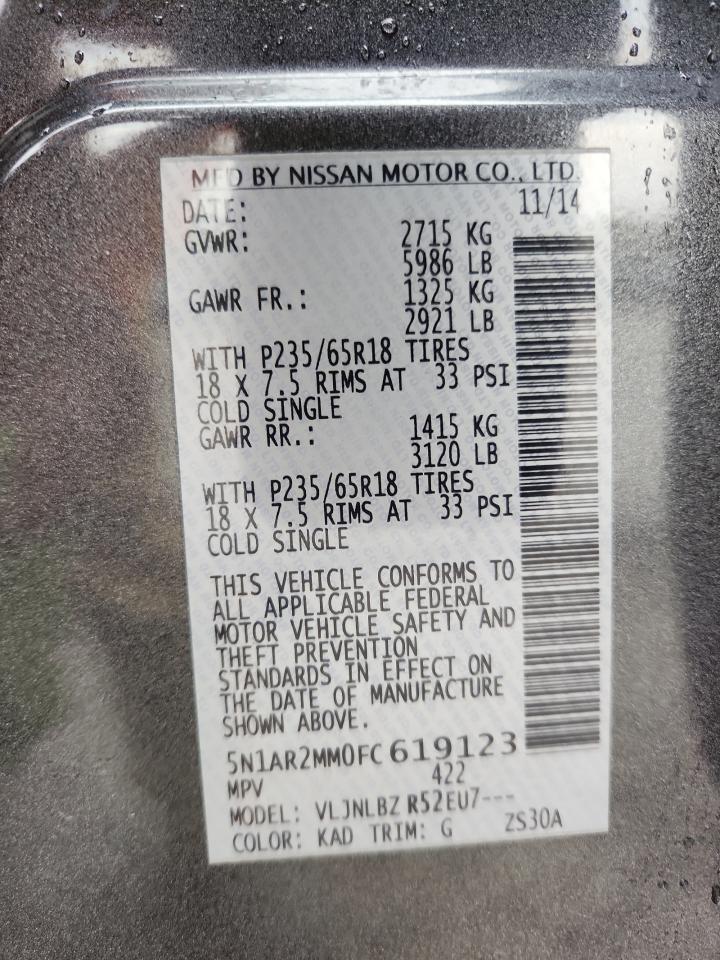 MFD BY NISSAN MOTOR CO., LTD.
DATE: 11/14
GVWR: 2715 KG
5986 LB
GAWR FR.: 1325 KG
2921 LB
WITH P235/65R18 TIRES
18 X 7.5 RIMS AT 33 PSI
COLD SINGLE
GAWR RR.: 1415 KG
3120 LB
WITH P235/65R18 TIRES
18 X 7.5 RIMS AT 33 PSI
COLD SINGLE
THIS VEHICLE CONFORMS TO
ALL APPLICABLE FEDERAL
MOTOR VEHICLE SAFETY AND
THEFT PREVENTION
STANDARDS IN EFFECT ON
THE DATE OF MANUFACTURE
SHOWN ABOVE.
5N1AR2MM0FC619123
MPV 422
MODEL: VLJNLBZ R52EU7---
COLOR: KAD TRIM: G ZS30A